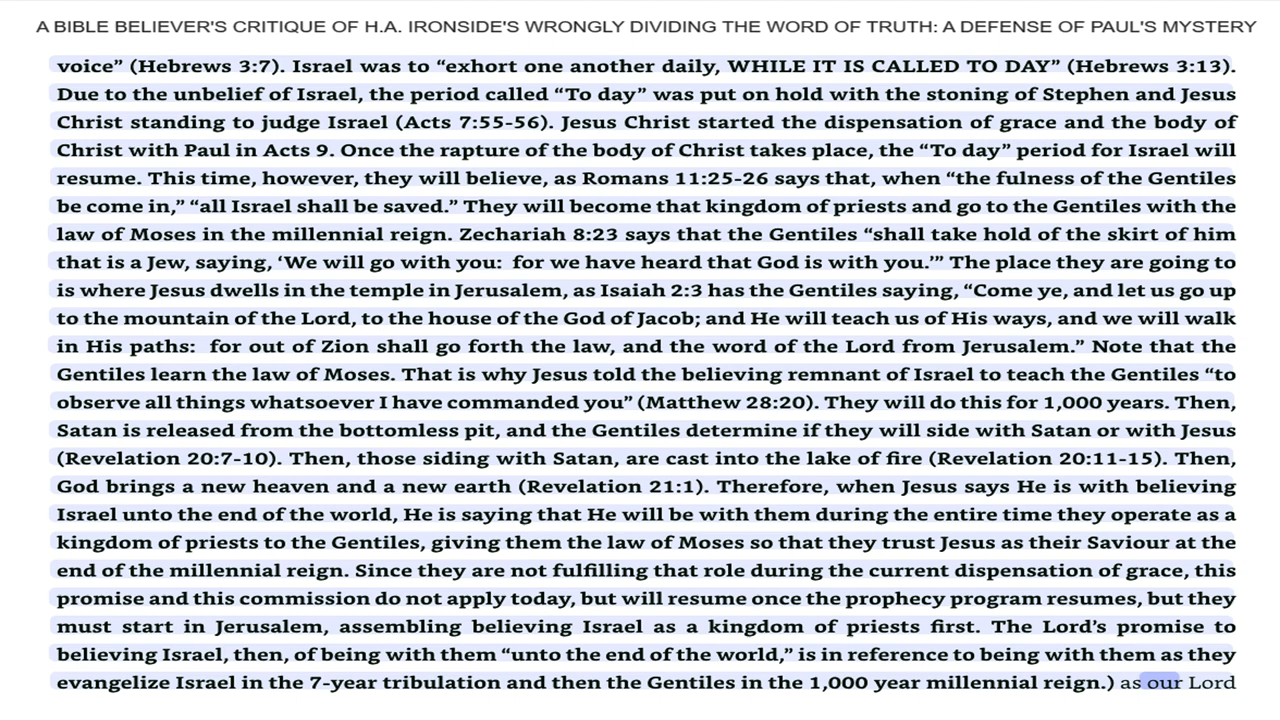 A BIBLE BELIEVER'S CRITIQUE OF H.A. IRONSIDE'S WRONGLY DIVIDING THE WORD OF TRUTH: A DEFENSE OF PAUL'S MYSTERY
voice” (Hebrews 3:7). Israel was to “exhort one another daily, WHILE IT IS CALLED TO DAY” (Hebrews 3:13).
Due to the unbelief of Israel, the period called “To day” was put on hold with the stoning of Stephen and Jesus
Christ standing to judge Israel (Acts 7:55-56). Jesus Christ started the dispensation of grace and the body of
Christ with Paul in Acts 9. Once the rapture of the body of Christ takes place, the “To day” period for Israel will
resume. This time, however, they will believe, as Romans 11:25-26 says that, when “the fulness of the Gentiles
be come in,” “all Israel shall be saved.” They will become that kingdom of priests and go to the Gentiles with the
law of Moses in the millennial reign. Zechariah 8:23 says that the Gentiles “shall take hold of the skirt of him
that is a Jew, saying, ‘We will go with you: for we have heard that God is with you.’” The place they are going to
is where Jesus dwells in the temple in Jerusalem, as Isaiah 2:3 has the Gentiles saying, “Come ye, and let us go up
to the mountain of the Lord, to the house of the God of Jacob; and He will teach us of His ways, and we will walk
in His paths: for out of Zion shall go forth the law, and the word of the Lord from Jerusalem.” Note that the
Gentiles learn the law of Moses. That is why Jesus told the believing remnant of Israel to teach the Gentiles “to
observe all things whatsoever I have commanded you” (Matthew 28:20). They will do this for 1,000 years. Then,
Satan is released from the bottomless pit, and the Gentiles determine if they will side with Satan or with Jesus
(Revelation 20:7-10). Then, those siding with Satan, are cast into the lake of fire (Revelation 20:11-15). Then,
God brings a new heaven and a new earth (Revelation 21:1). Therefore, when Jesus says He is with believing
Israel unto the end of the world, He is saying that He will be with them during the entire time they operate as a
kingdom of priests to the Gentiles, giving them the law of Moses so that they trust Jesus as their Saviour at the
end of the millennial reign. Since they are not fulfilling that role during the current dispensation of grace, this
promise and this commission do not apply today, but will resume once the prophecy program resumes, but they
must start in Jerusalem, assembling believing Israel as a kingdom of priests first. The Lord’s promise to
believing Israel, then, of being with them “unto the end of the world,” is in reference to being with them as they
evangelize Israel in the 7-year tribulation and then the Gentiles in the 1,000 year millennial reign.) as our Lord